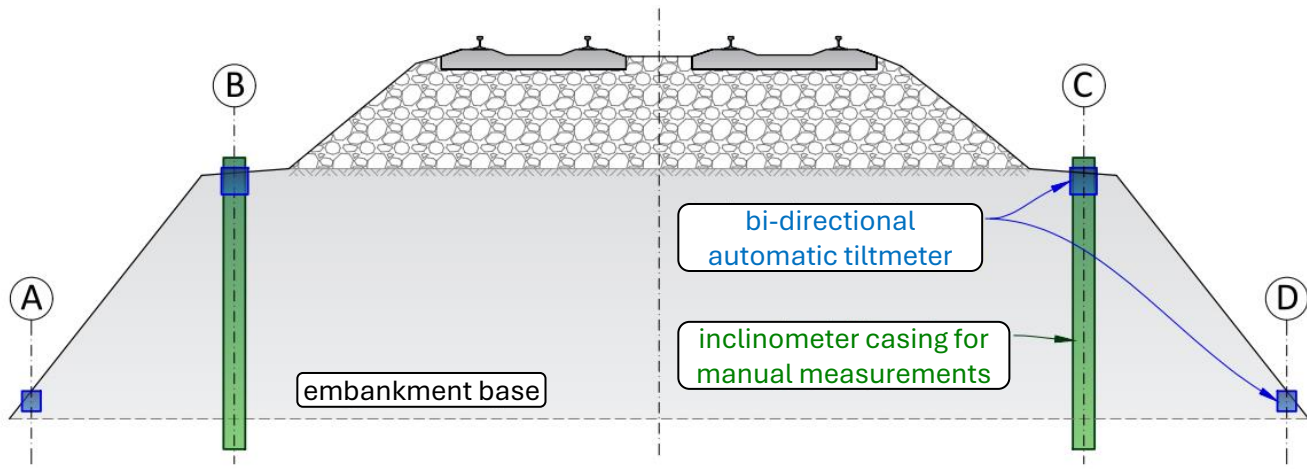 B
C
bi-directional
automatic tiltmeter
A
D
inclinometer casing for
manual measurements
embankment base